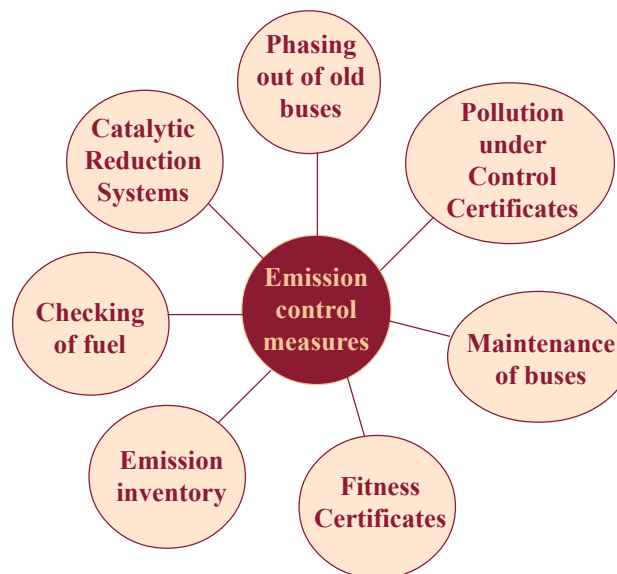 Phasing
out of old
buses
Pollution
under
Control
Certificates
Catalytic
Reduction
Systems
Emission
control
measures
Checking
of fuel
Maintenance
of buses
Emission
inventory
Fitness
Certificates